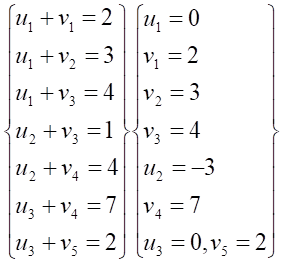 u₁ + v₁ = 2 u₁ = 0
u₁ + v₂ = 3 v₁ = 2
u₁ + v₃ = 4 v₂ = 3
u₂ + v₃ = 1 v₃ = 4
u₂ + v₄ = 4 u₂ = −3
u₃ + v₄ = 7 v₄ = 7
u₃ + v₅ = 2 u₃ = 0, v₅ = 2